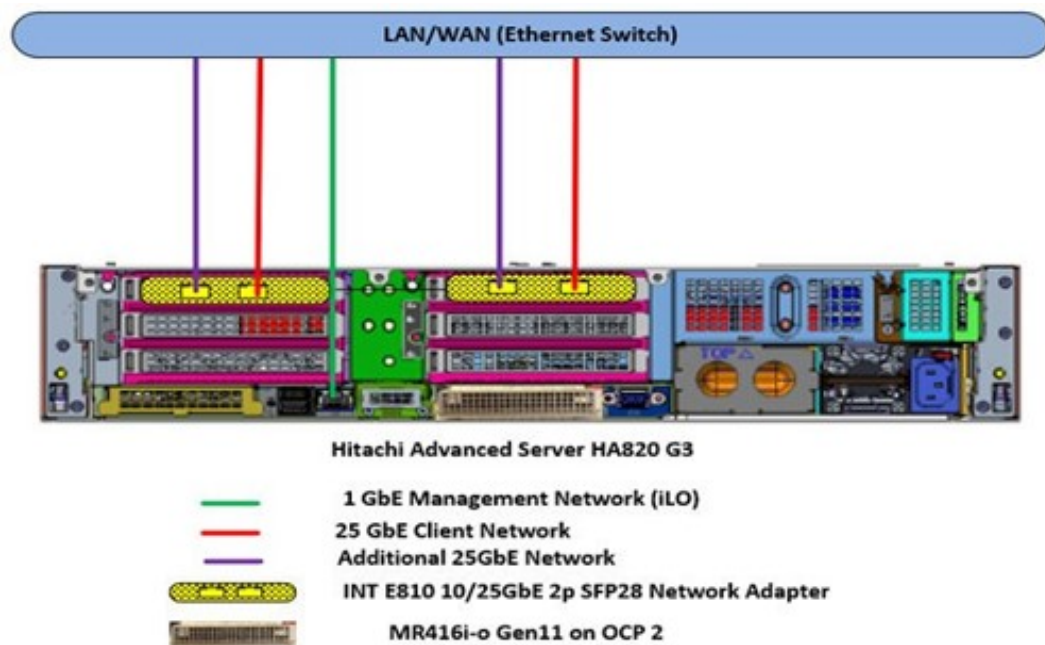 LAN/WAN (Ethernet Switch)
TOP
Hitachi Advanced Server HA820 G3
1 GbE Management Network (iLO)
25 GbE Client Network
Additional 25GbE Network
INT E810 10/25GbE 2p SFP28 Network Adapter
MR416i-o Gen11 on OCP 2